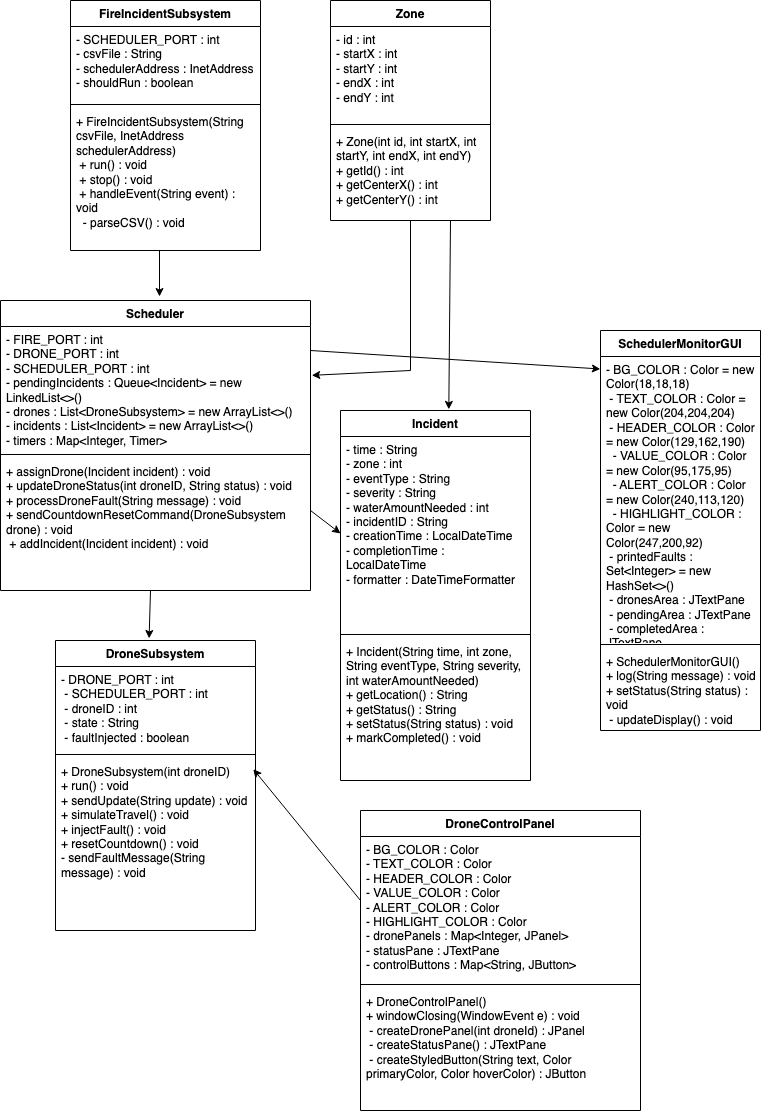 FireIncidentSubsystem
- SCHEDULER_PORT : int
- csvFile : String
- schedulerAddress : InetAddress
- shouldRun : boolean
+ FireIncidentSubsystem(String
csvFile, InetAddress
schedulerAddress)
+ run() : void
+ stop() : void
+ handleEvent(String event) :
void
- parseCSV() : void
Zone
- id : int
- startX : int
- startY : int
- endX : int
- endY : int
+ Zone(int id, int startX, int
startY, int endX, int endY)
+ getId() : int
+ getCenterX() : int
+ getCenterY() : int
Scheduler
- FIRE_PORT : int
- DRONE_PORT : int
- SCHEDULER_PORT : int
- pendingIncidents : Queue<Incident> = new
LinkedList<>()
- drones : List<DroneSubsystem> = new ArrayList<>()
- incidents : List<Incident> = new ArrayList<>()
- timers : Map<Integer, Timer>
+ assignDrone(Incident incident) : void
+ updateDroneStatus(int droneID, String status) : void
+ processDroneFault(String message) : void
+ sendCountdownResetCommand(DroneSubsystem
drone) : void
+ addIncident(Incident incident) : void
SchedulerMonitorGUI
- BG_COLOR : Color = new
Color(18,18,18)
- TEXT_COLOR : Color =
new Color(204,204,204)
- HEADER_COLOR : Color
= new Color(129,162,190)
- VALUE_COLOR : Color
= new Color(95,175,95)
- ALERT_COLOR : Color
= new Color(240,113,120)
- HIGHLIGHT_COLOR :
Color = new
Color(247,200,92)
- printedFaults :
Set<Integer> = new
HashSet<>()
- dronesArea : JTextPane
- pendingArea : JTextPane
- completedArea :
JTextPane
+ SchedulerMonitorGUI()
+ log(String message) : void
+ setStatus(String status) :
void
- updateDisplay() : void
Incident
- time : String
- zone : int
- eventType : String
- severity : String
- waterAmountNeeded : int
- incidentID : String
- creationTime : LocalDateTime
- completionTime :
LocalDateTime
- formatter : DateTimeFormatter
+ Incident(String time, int zone,
String eventType, String severity,
int waterAmountNeeded)
+ getLocation() : String
+ getStatus() : String
+ setStatus(String status) : void
+ markCompleted() : void
DroneSubsystem
- DRONE_PORT : int
- SCHEDULER_PORT : int
- droneID : int
- state : String
- faultInjected : boolean
+ DroneSubsystem(int droneID)
+ run() : void
+ sendUpdate(String update) : void
+ simulateTravel() : void
+ injectFault() : void
+ resetCountdown() : void
- sendFaultMessage(String
message) : void
DroneControlPanel
- BG_COLOR : Color
- TEXT_COLOR : Color
- HEADER_COLOR : Color
- VALUE_COLOR : Color
- ALERT_COLOR : Color
- HIGHLIGHT_COLOR : Color
- dronePanels : Map<Integer, JPanel>
- statusPane : JTextPane
- controlButtons : Map<String, JButton>
+ DroneControlPanel()
+ windowClosing(WindowEvent e) : void
- createDronePanel(int droneId) : JPanel
- createStatusPane() : JTextPane
- createStyledButton(String text, Color
primaryColor, Color hoverColor) : JButton